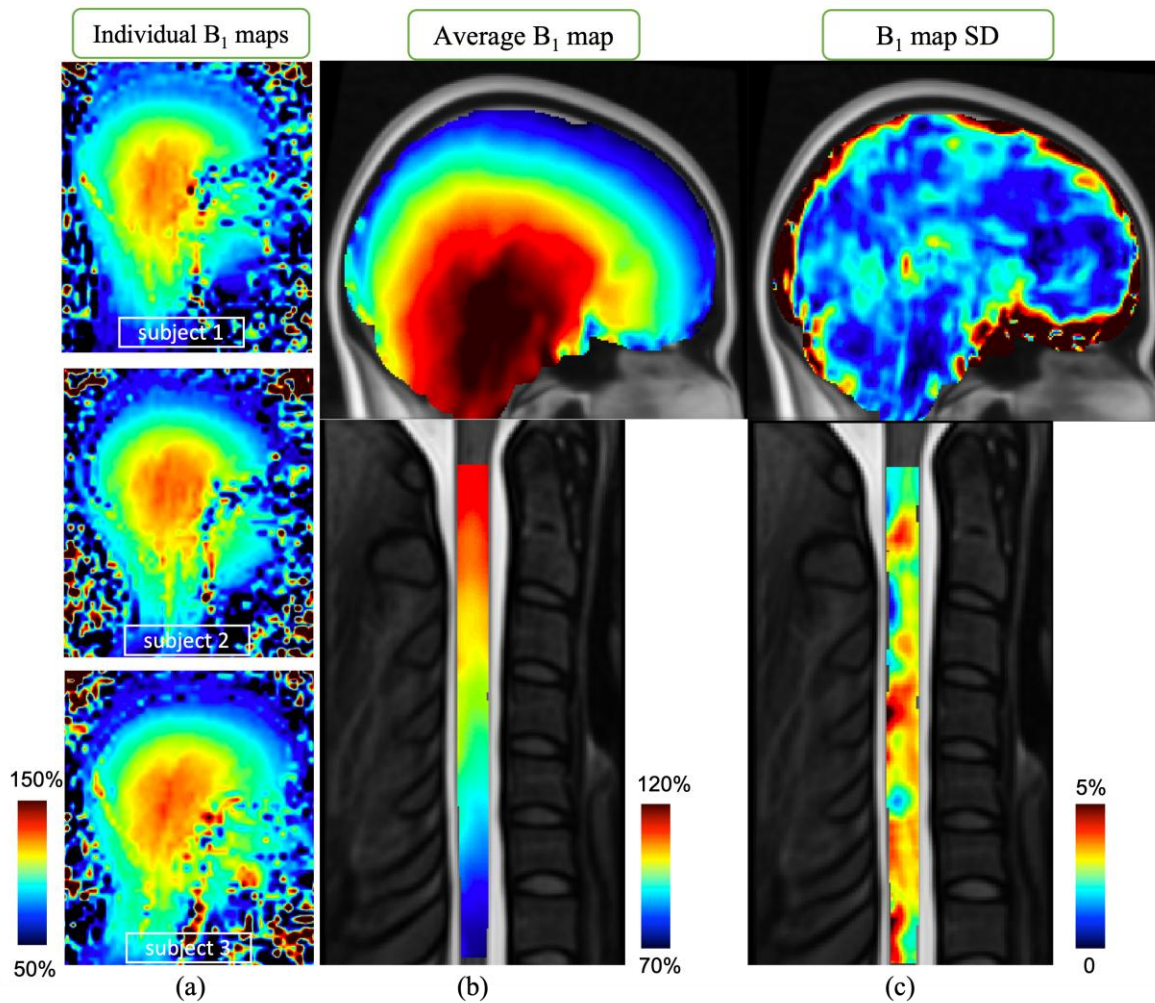 Individual B₁ maps
Average B₁ map
B₁ map SD
subject 1
subject 2
subject 3
150%
50%
120%
70%
5%
0
(a)
(b)
(c)